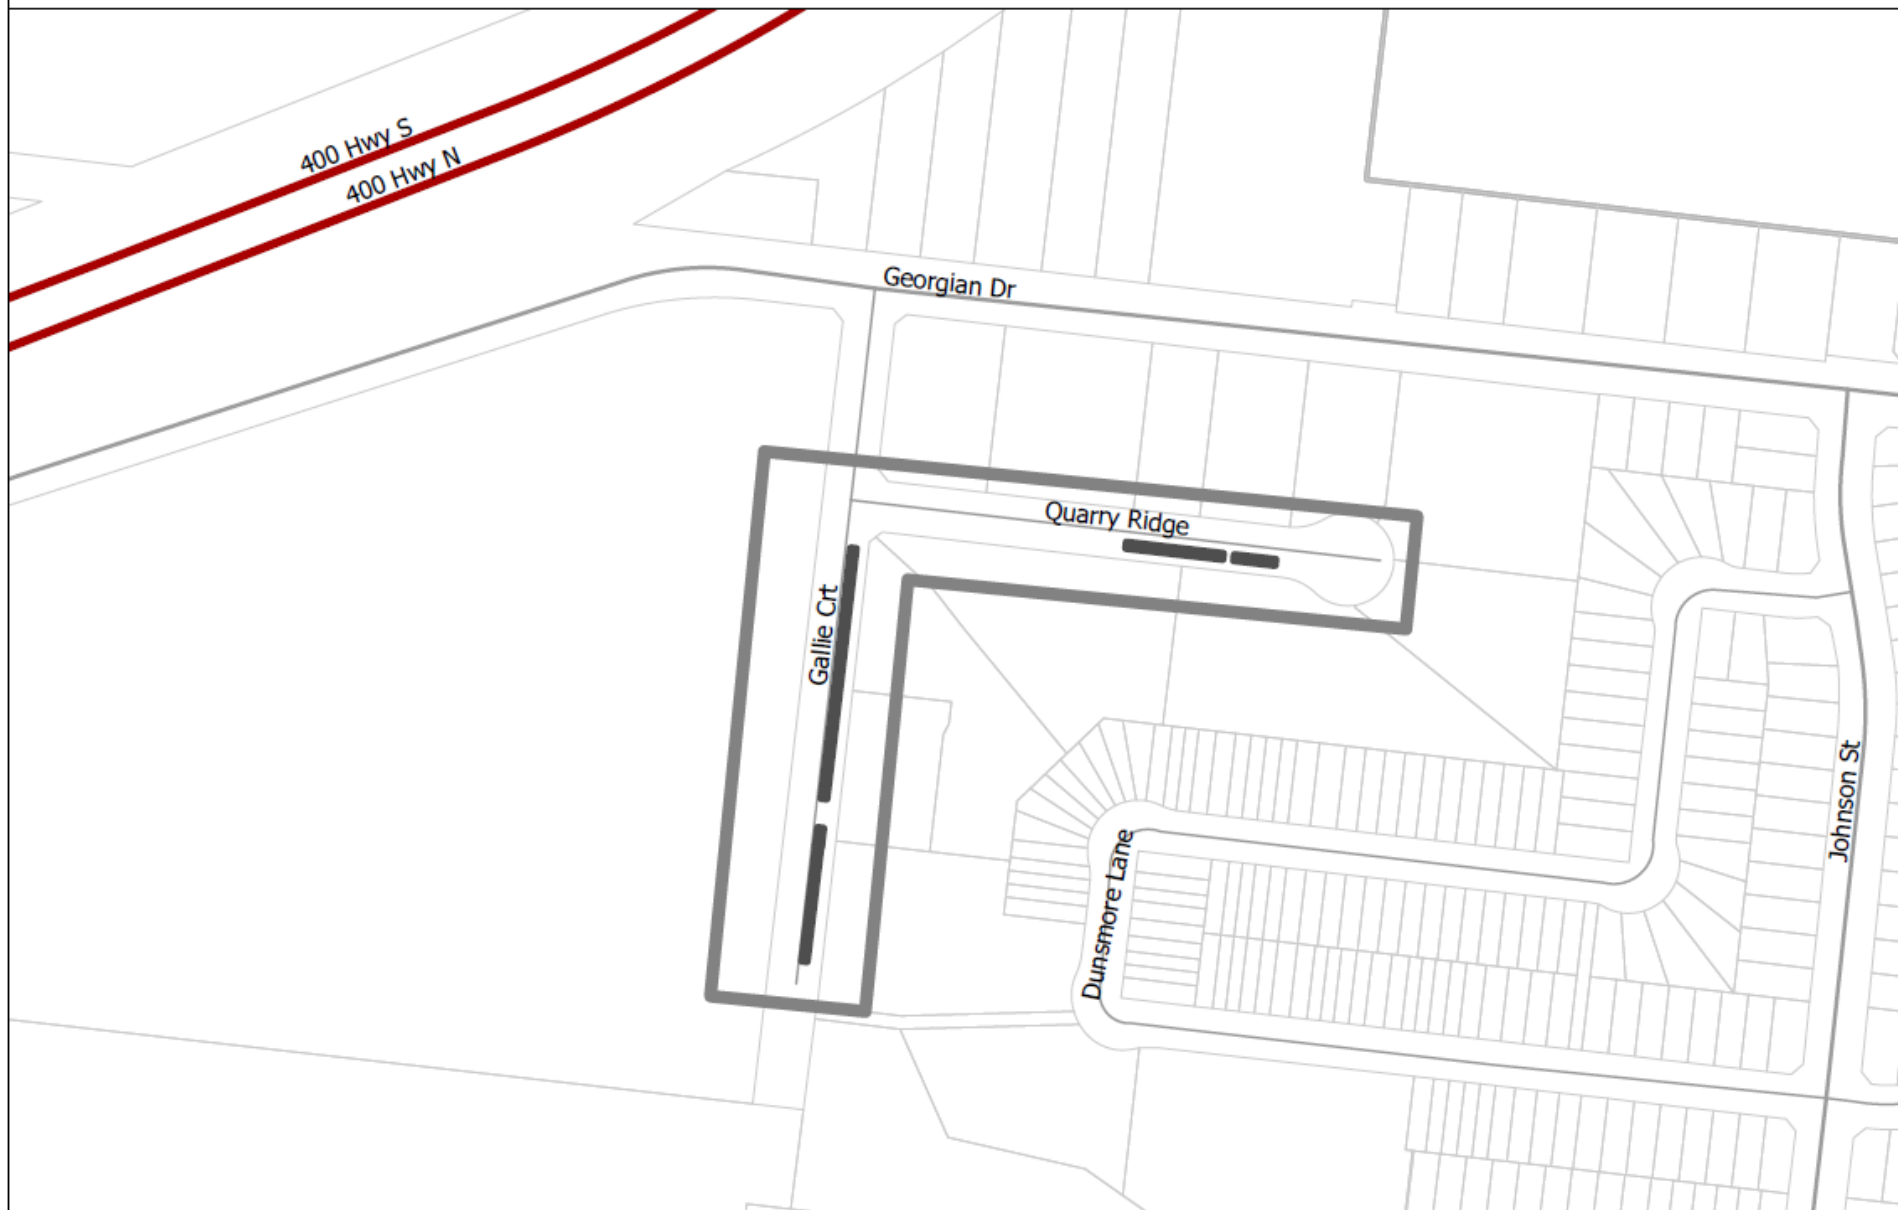 400 Hwy S
400 Hwy N
Georgian Dr
Quarry Ridge
Gallie Crt
Johnson St
Dunsmore Lane